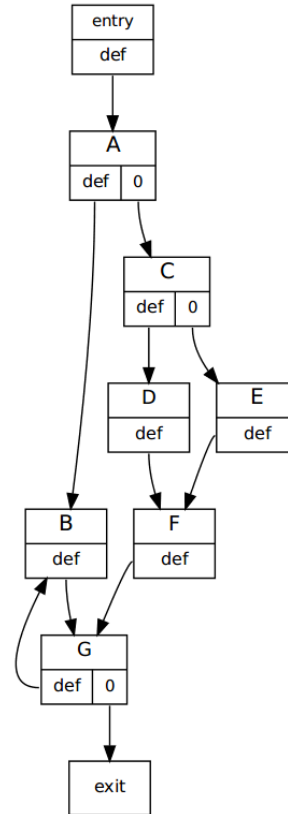 entry
def
A
def 0
C
def 0
D
def
E
def
B
def
F
def
G
def 0
exit